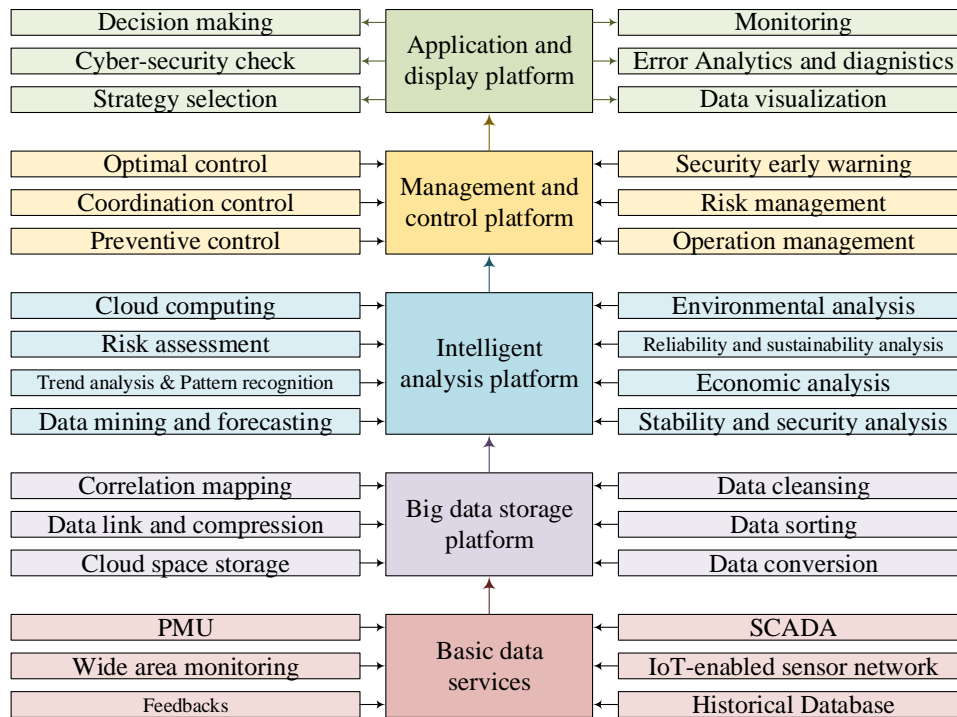 Decision making
Application and
display platform
Monitoring
Cyber-security check
Error Analytics and diagnistics
Strategy selection
Data visualization
Optimal control
Management and
control platform
Security early warning
Coordination control
Risk management
Preventive control
Operation management
Cloud computing
Intelligent
analysis platform
Environmental analysis
Risk assessment
Reliability and sustainability analysis
Trend analysis & Pattern recognition
Economic analysis
Data mining and forecasting
Stability and security analysis
Correlation mapping
Big data storage
platform
Data cleansing
Data link and compression
Data sorting
Cloud space storage
Data conversion
PMU
Basic data
services
SCADA
Wide area monitoring
IoT-enabled sensor network
Feedbacks
Historical Database